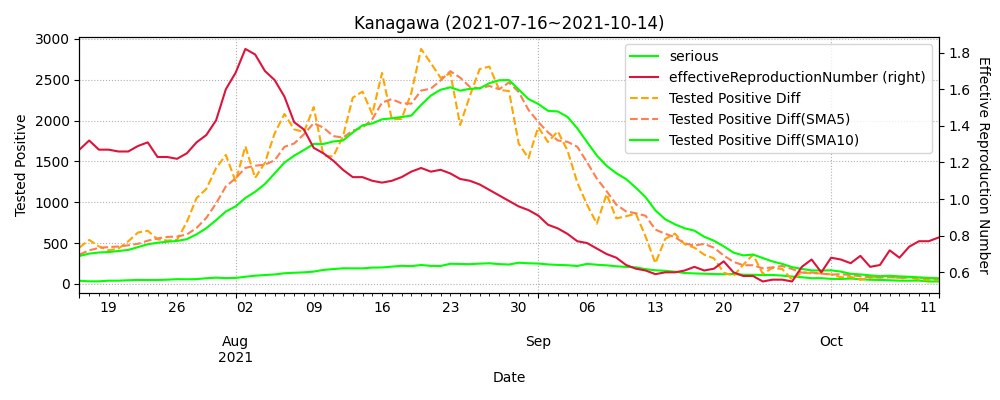 Kanagawa (2021-07-16~2021-10-14)
3000
2500
2000
1500
1000
500
0
Tested Positive
1.8
1.6
1.4
1.2
1.0
0.8
0.6
Effective Reproduction Number
serious
effectiveReproductionNumber (right)
Tested Positive Diff
Tested Positive Diff(SMA5)
Tested Positive Diff(SMA10)
19 26 02 09 16 23 30 06 13 20 27 04 11
Aug Sep Oct
2021
Date